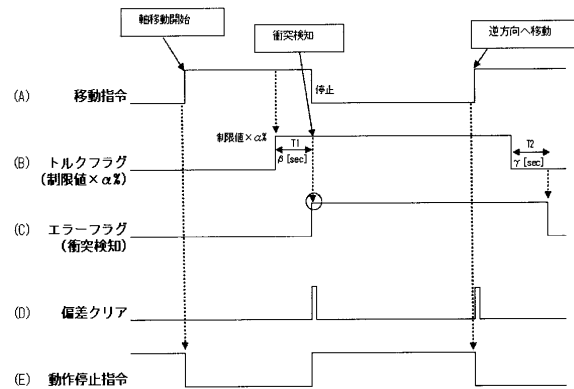 軸移動開始
衝突検知
逆方向へ移動
(A) 移動指令
停止
制限値×α%
T1
β [sec]
T2
γ [sec]
(B) トルクフラグ
(制限値×α%)
(C) エラーフラグ
(衝突検知)
(D) 偏差クリア
(E) 動作停止指令